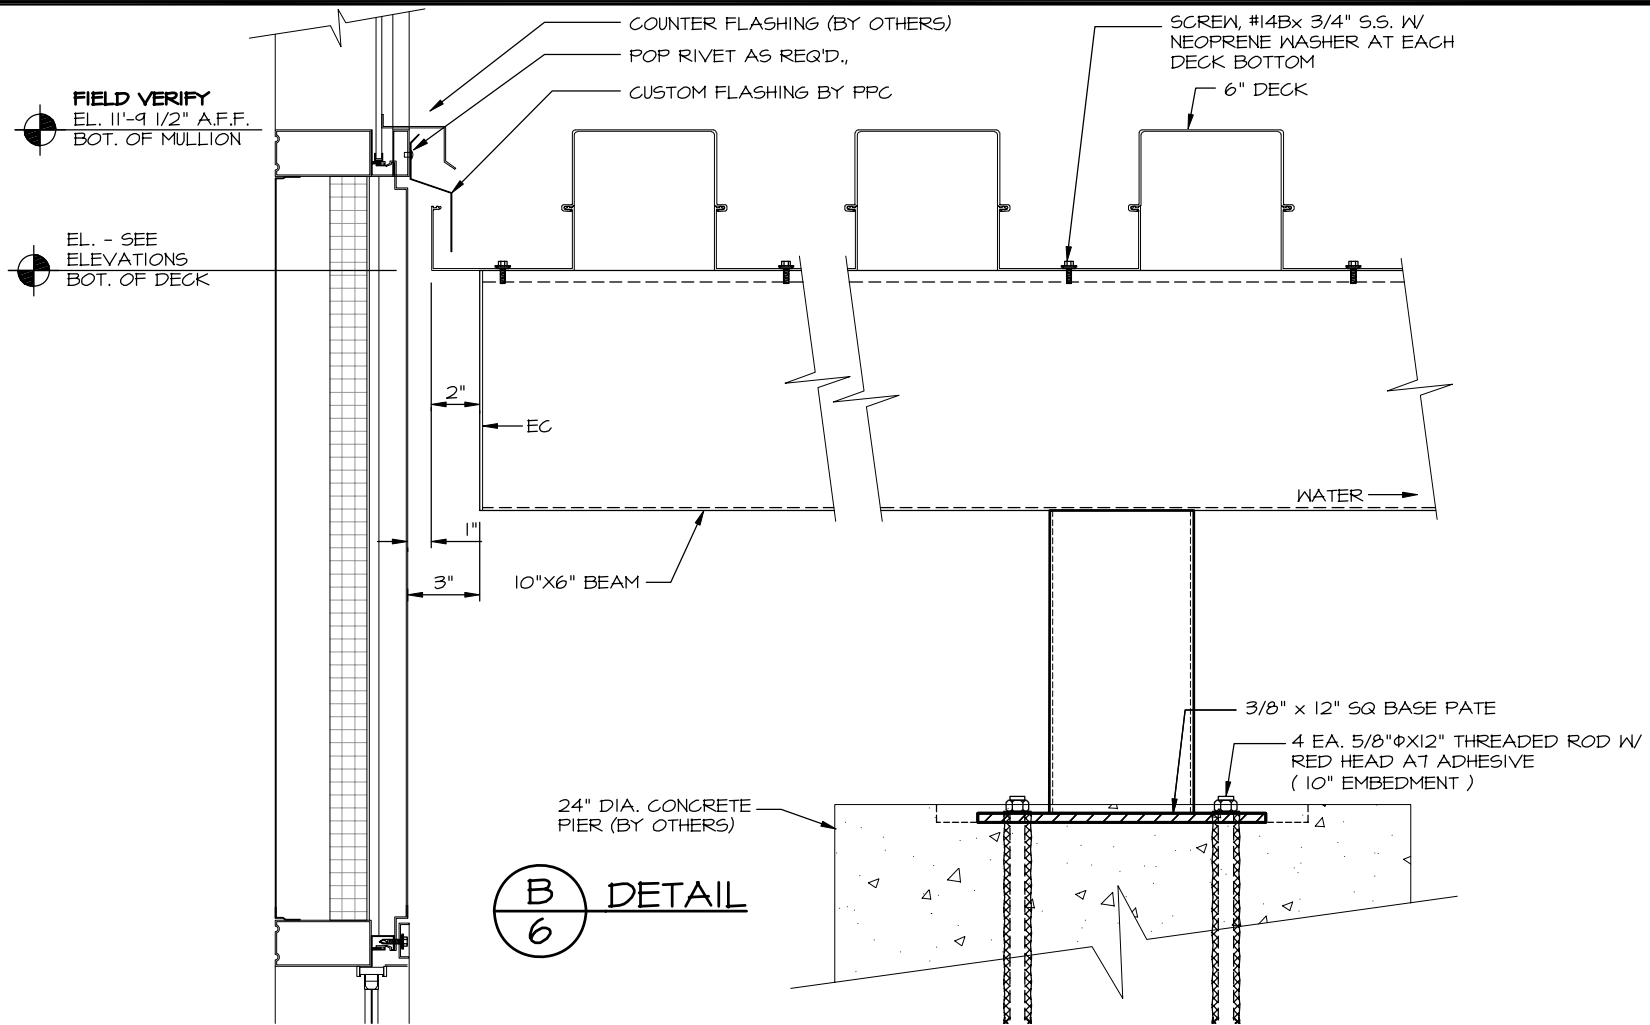 COUNTER FLASHING (BY OTHERS)
POP RIVET AS REQ'D.,
CUSTOM FLASHING BY PPC
SCREW, #14Bx 3/4" S.S. W/
NEOPRENE WASHER AT EACH
DECK BOTTOM
6" DECK
FIELD VERIFY
EL. 11'-9 1/2" A.F.F.
BOT. OF MULLION
EL. - SEE
ELEVATIONS
BOT. OF DECK
2"
EC
WATER
1"
3"
10"X6" BEAM
3/8" x 12" SQ BASE PATE
4 EA. 5/8"ΦX12" THREADED ROD W/
RED HEAD A7 ADHESIVE
( 10" EMBEDMENT )
24" DIA. CONCRETE
PIER (BY OTHERS)
B
6
DETAIL